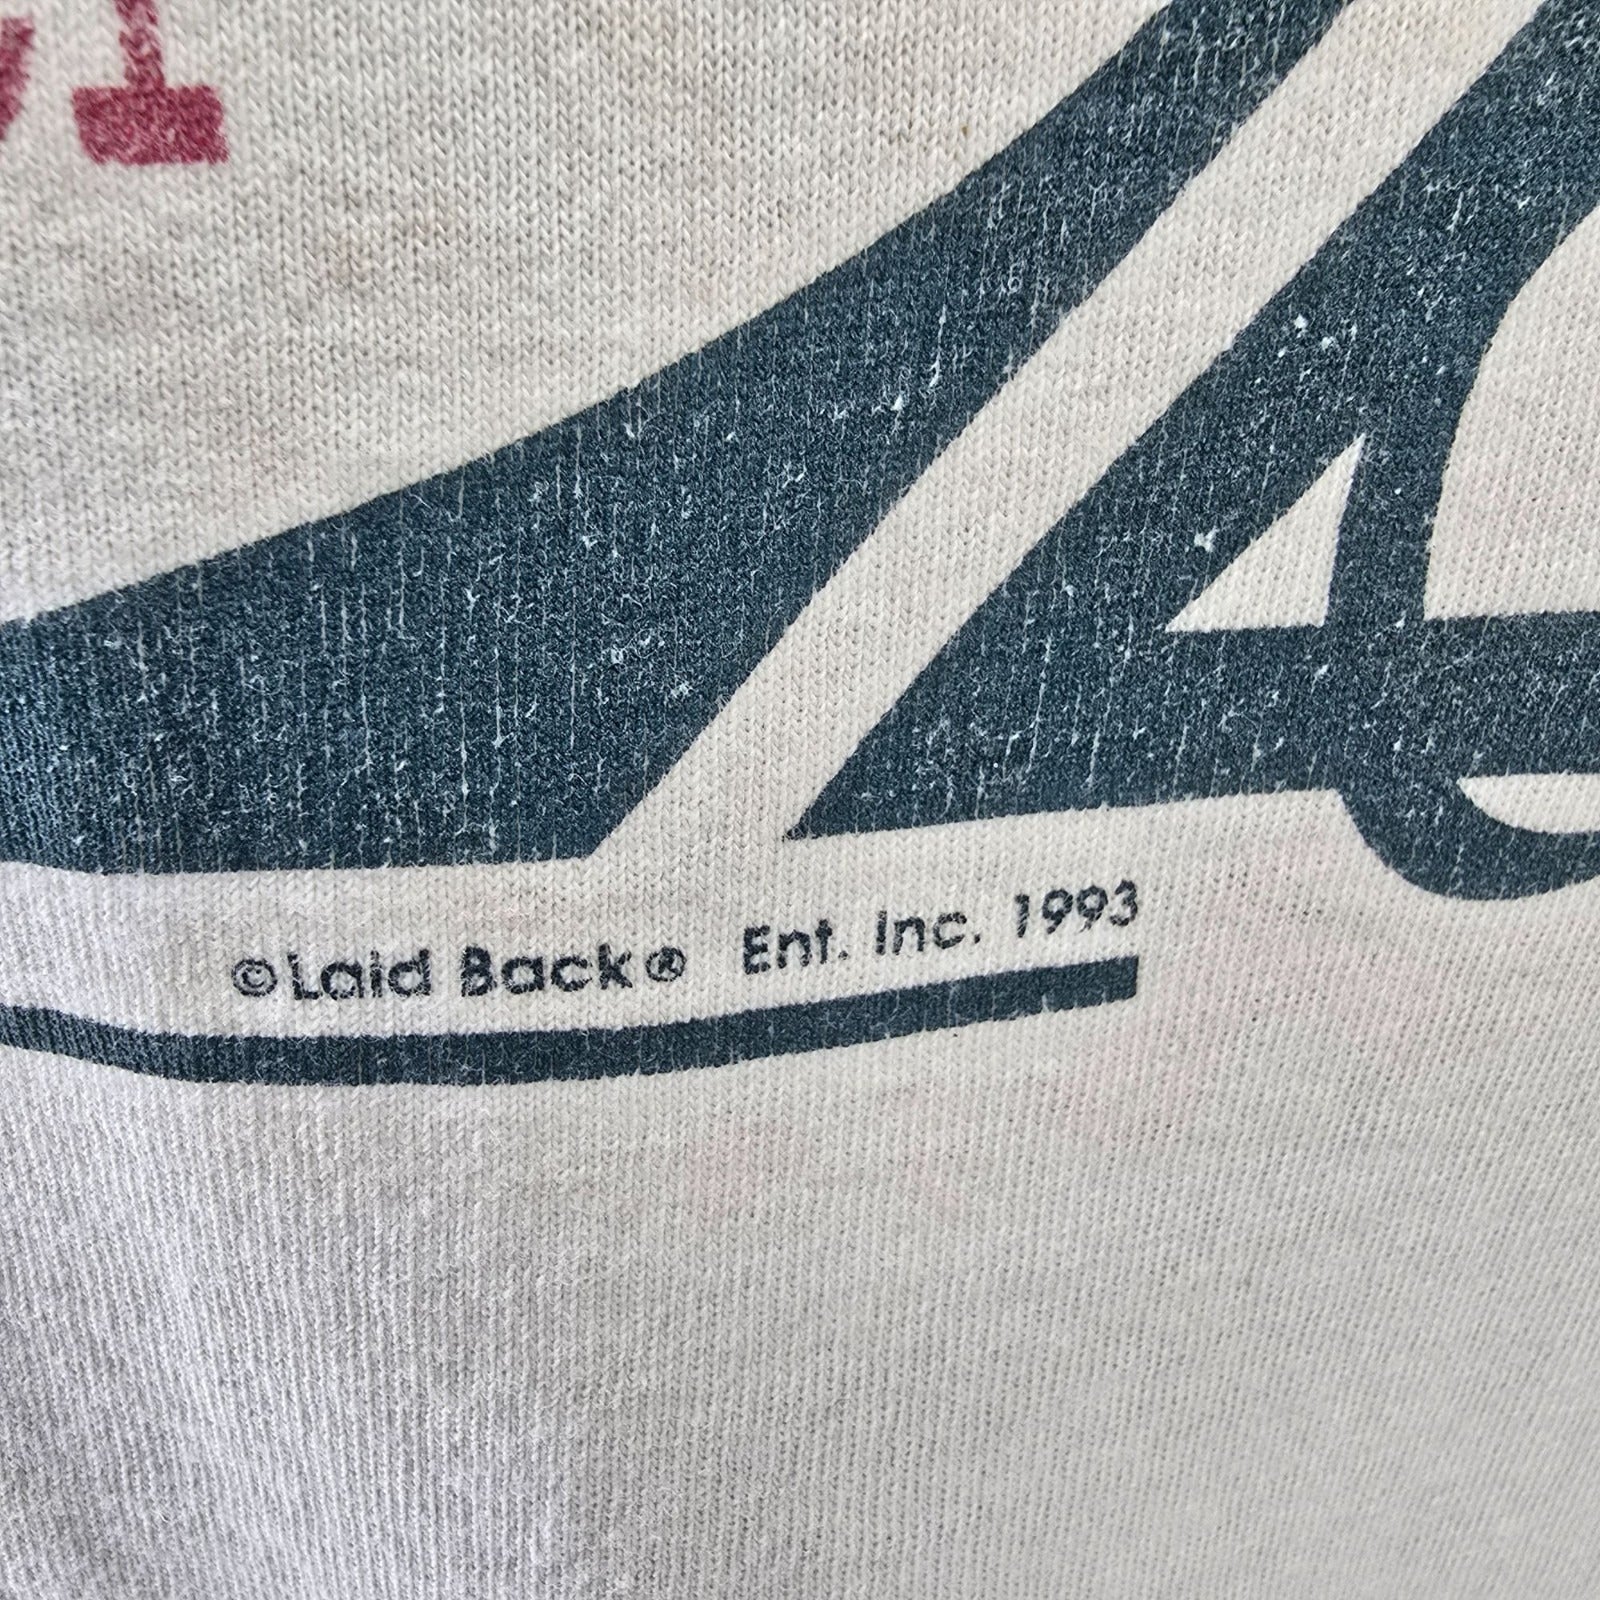 ©Laid Back® Ent. Inc. 1993